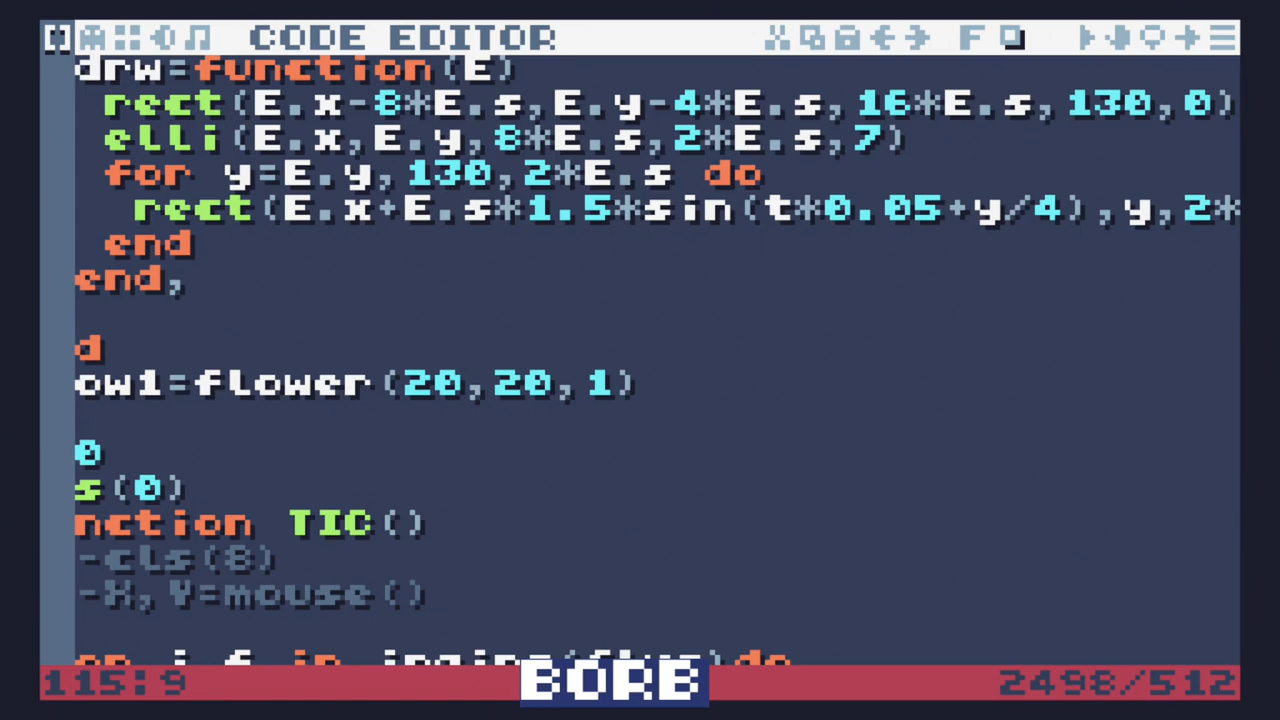 CODE EDITOR F
drw=function(E)
rect(E.x-8*E.s,E.y-4*E.s,16*E.s,130,0)
elli(E.x,E.y,8*E.s,2*E.s,7)
for y=E.y,130,2*E.s do
rect(E.x+E.s*1.5*sin(t*0.05+y/4),y,2*
end
end,
d
ow1=flower(20,20,1)
0
s(0)
nction TIC()
-cls(8)
-X,Y=mouse()
in do
115:9 BORB 2498/512